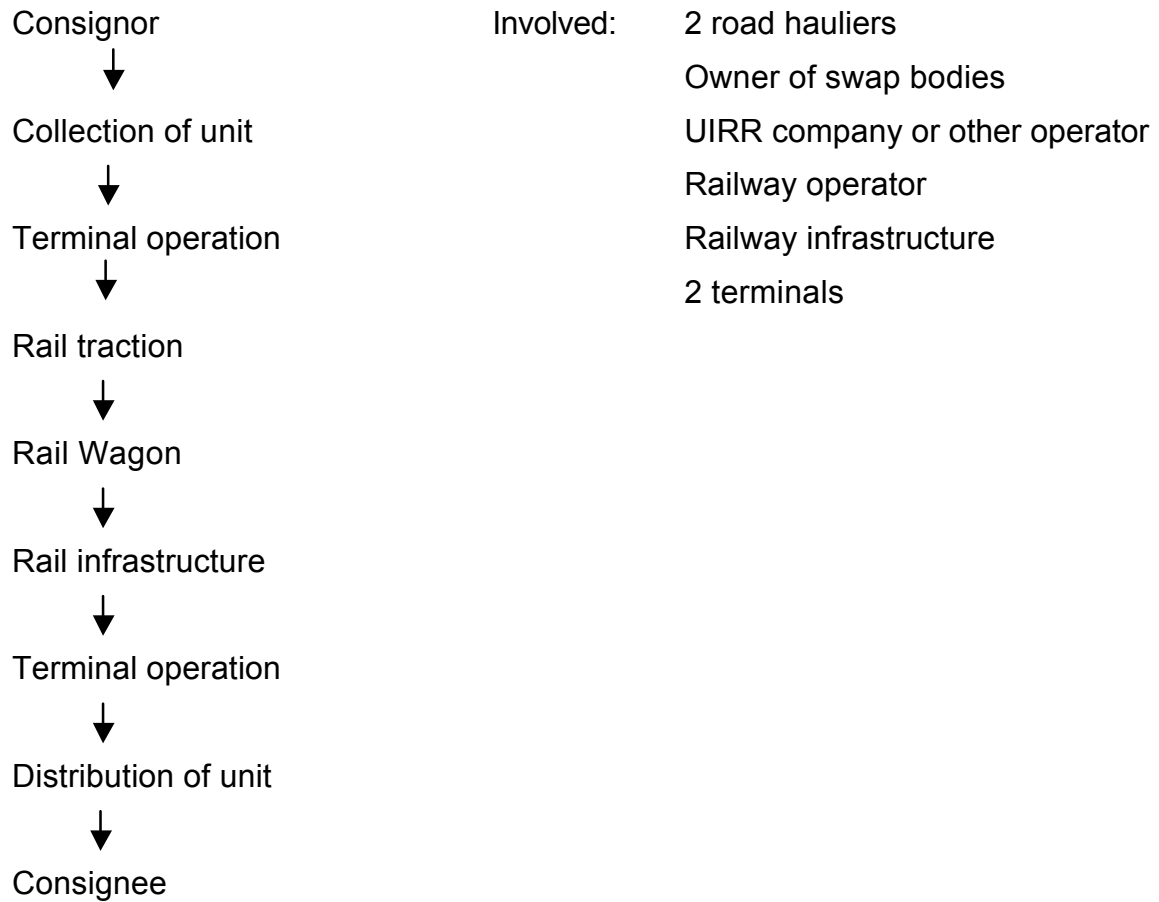 Consignor
Collection of unit
Terminal operation
Rail traction
Rail Wagon
Rail infrastructure
Terminal operation
Distribution of unit
Consignee
Involved: 2 road hauliers
Owner of swap bodies
UIRR company or other operator
Railway operator
Railway infrastructure
2 terminals